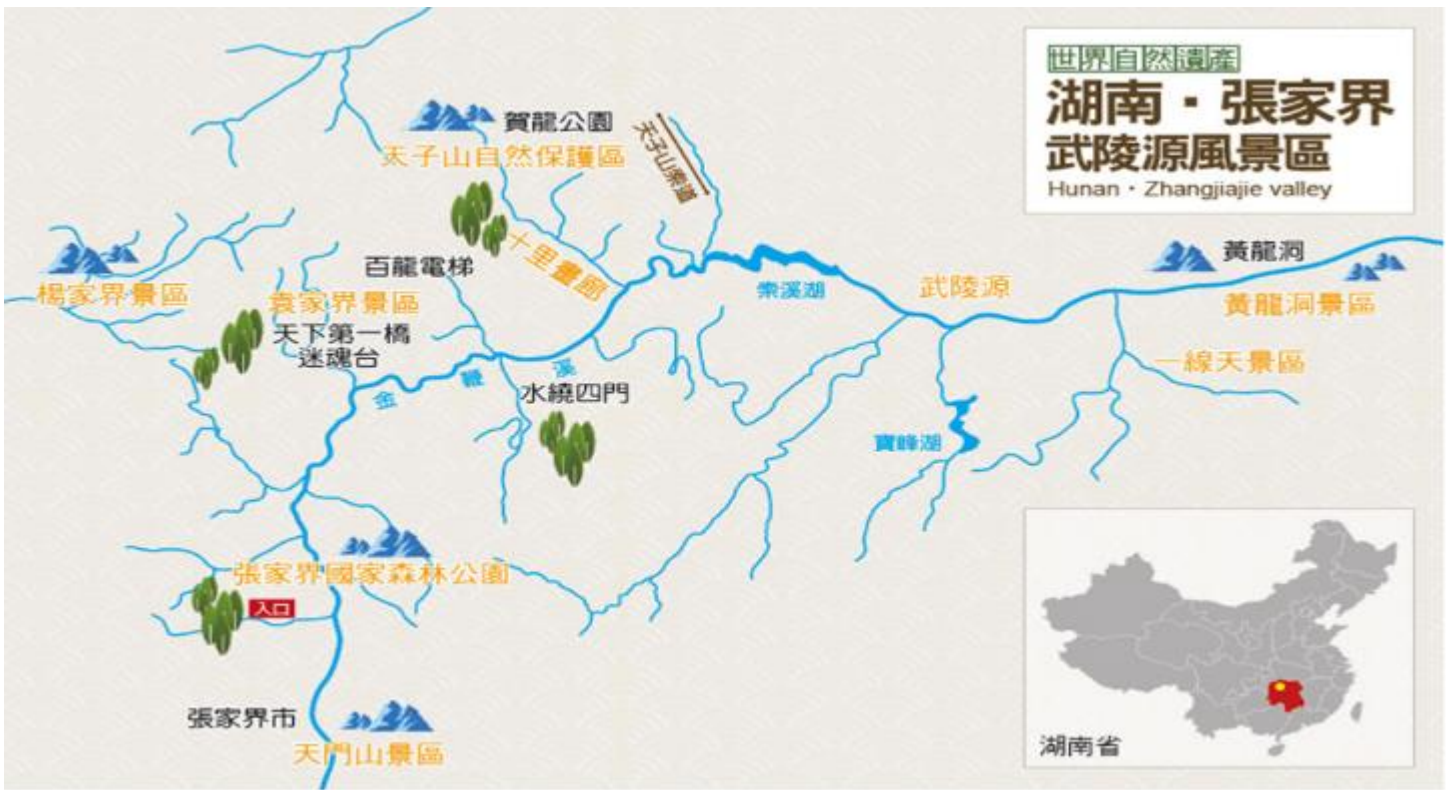 世界自然遺產
湖南・張家界
武陵源風景區
Hunan・Zhangjiajie valley
賀龍公園
天子山自然保護區
天子山索道
十里畫廊
百龍電梯
楊家界景區
袁家界景區
天下第一橋
迷魂台
金鞭溪
水繞四門
索溪湖
武陵源
黃龍洞
黃龍洞景區
一線天景區
寶峰湖
張家界國家森林公園
入口
張家界市
天門山景區
湖南省